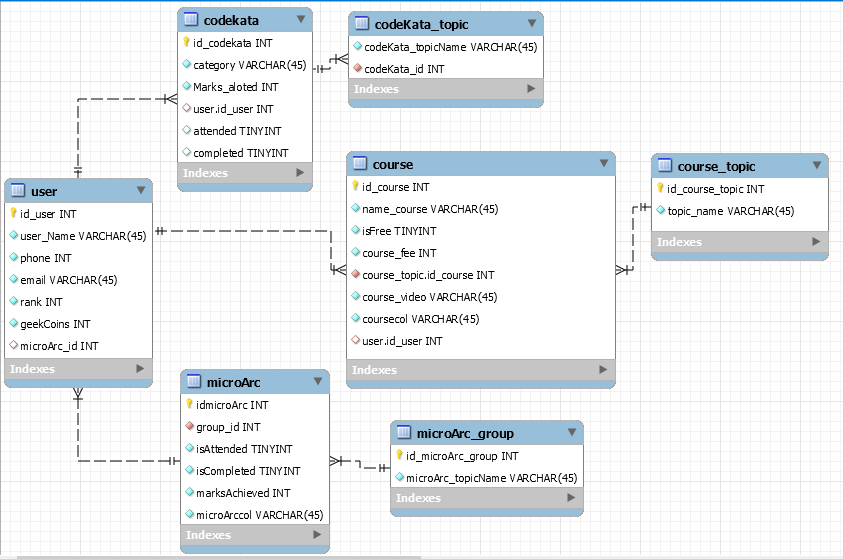 codekata
id_codekata INT
category VARCHAR(45)
Marks_aloted INT
user.id_user INT
attended TINYINT
completed TINYINT
Indexes
codeKata_topic
codeKata_topicName VARCHAR(45)
codeKata_id INT
Indexes
user
id_user INT
user_Name VARCHAR(45)
phone INT
email VARCHAR(45)
rank INT
geekCoins INT
microArc_id INT
Indexes
course
id_course INT
name_course VARCHAR(45)
isFree TINYINT
course_fee INT
course_topic.id_course INT
course_video VARCHAR(45)
coursecol VARCHAR(45)
user.id_user INT
Indexes
course_topic
id_course_topic INT
topic_name VARCHAR(45)
Indexes
microArc
idmicroArc INT
group_id INT
isAttended TINYINT
isCompleted TINYINT
marksAchieved INT
microArccol VARCHAR(45)
Indexes
microArc_group
id_microArc_group INT
microArc_topicName VARCHAR(45)
Indexes